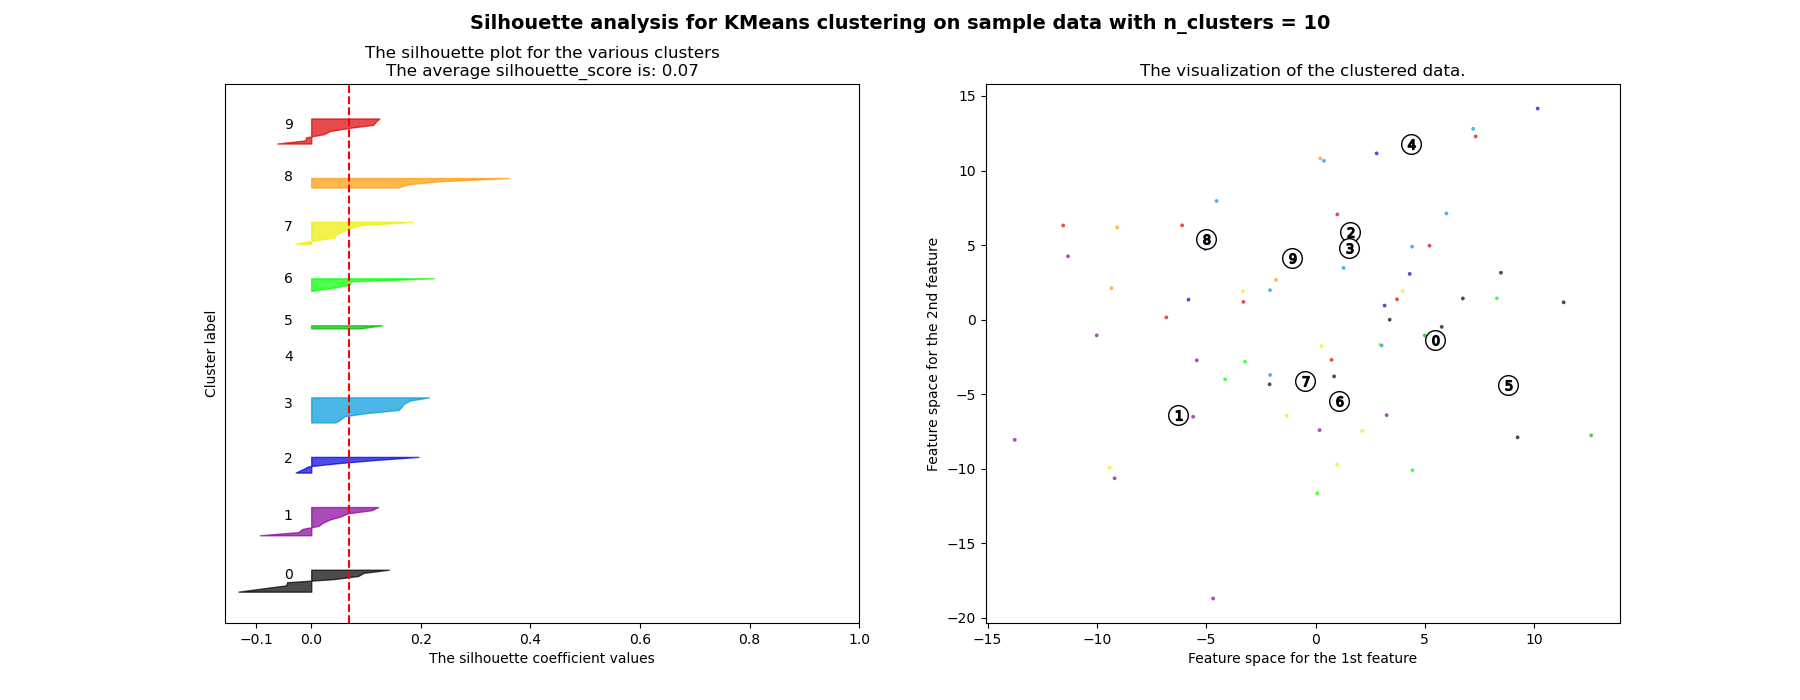 Silhouette analysis for KMeans clustering on sample data with n_clusters = 10
The silhouette plot for the various clusters
The average silhouette_score is: 0.07
Cluster label
9
8
7
6
5
4
3
2
1
0
−0.1 0.0 0.2 0.4 0.6 0.8 1.0
The silhouette coefficient values
The visualization of the clustered data.
Feature space for the 2nd feature
15
10
5
0
−5
−10
−15
−20
4
2
8
3
9
0
7
5
6
1
−15 −10 −5 0 5 10
Feature space for the 1st feature